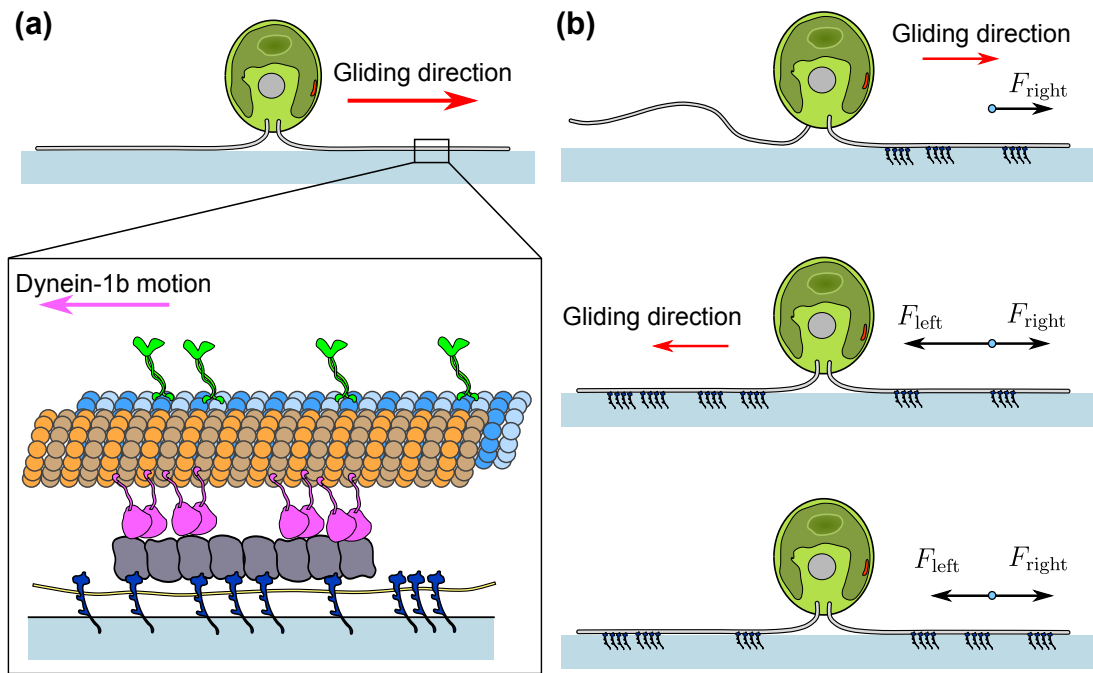 (a)
Gliding direction
Dynein-1b motion
(b)
Gliding direction
F_right
Gliding direction
F_left
F_right
F_left
F_right